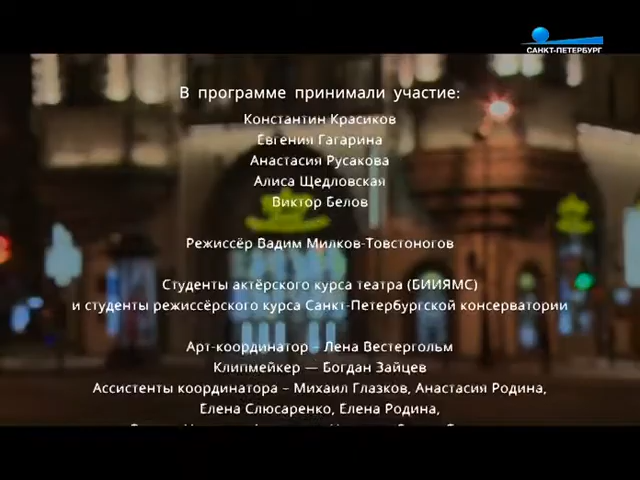 САНКТ-ПЕТЕРБУРГ
В программе принимали участие:
Константин Красиков
Евгения Гагарина
Анастасия Русакова
Алиса Щедловская
Виктор Белов
Режиссёр Вадим Милков-Товстоногов
Студенты актёрского курса театра (БИИЯМС)
и студенты режиссёрского курса Санкт-Петербургской консерватории
Арт-координатор – Лена Вестергольм
Клипмейкер — Богдан Зайцев
Ассистенты координатора – Михаил Глазков, Анастасия Родина,
Елена Слюсаренко, Елена Родина,